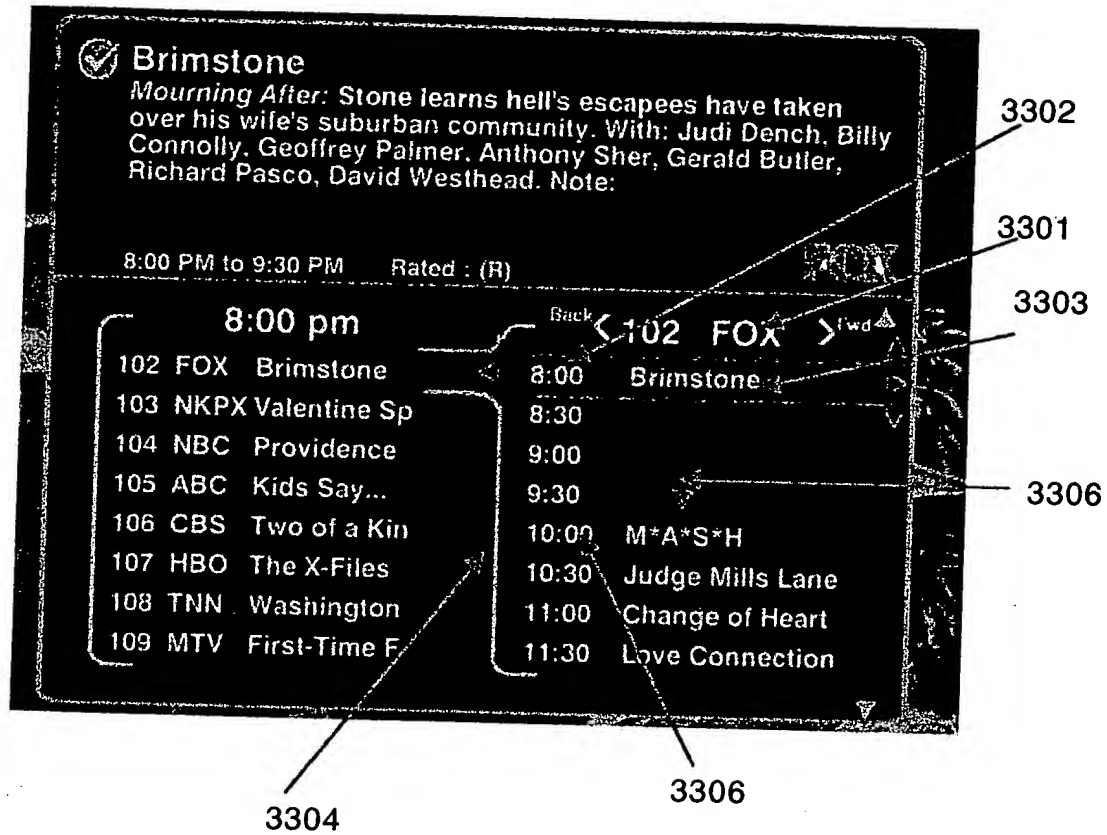 Brimstone
Mourning After: Stone learns hell's escapees have taken
over his wife's suburban community. With: Judi Dench, Billy
Connolly, Geoffrey Palmer, Anthony Sher, Gerald Butler,
Richard Pasco, David Westhead. Note:
8:00 PM to 9:30 PM Rated : (R)
FOX
8:00 pm
102 FOX Brimstone
103 NKPX Valentine Sp
104 NBC Providence
105 ABC Kids Say...
106 CBS Two of a Kin
107 HBO The X-Files
108 TNN Washington
109 MTV First-Time F
Back < 102 FOX > fwd
8:00 Brimstone
8:30
9:00
9:30
10:00 M*A*S*H
10:30 Judge Mills Lane
11:00 Change of Heart
11:30 Love Connection
3302
3301
3303
3306
3304
3306